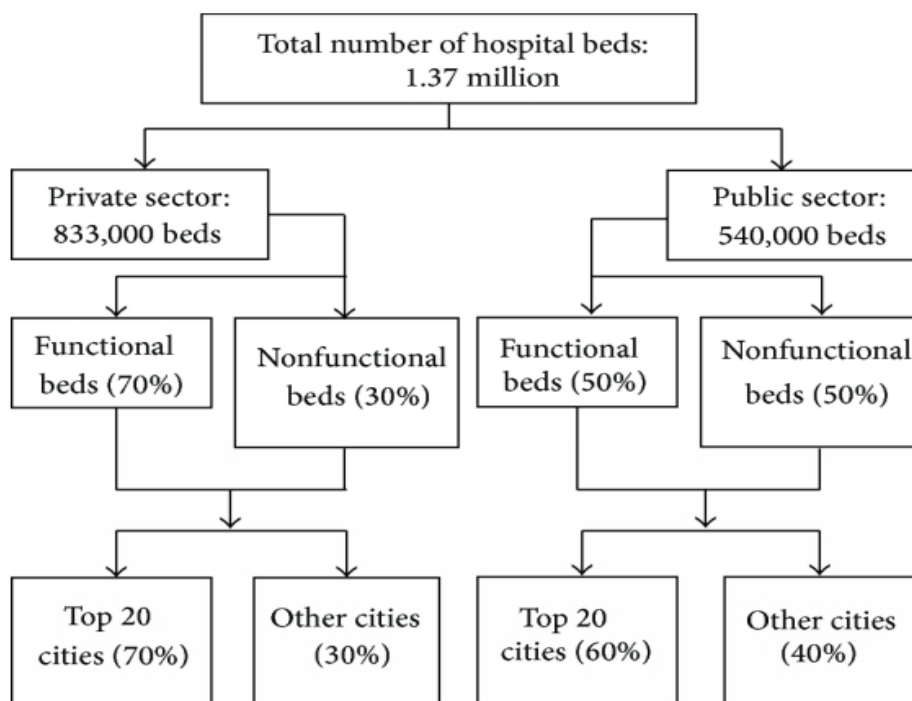 Total number of hospital beds:
1.37 million
Private sector:
833,000 beds
Public sector:
540,000 beds
Functional
beds (70%)
Nonfunctional
beds (30%)
Functional
beds (50%)
Nonfunctional
beds (50%)
Top 20
cities (70%)
Other cities
(30%)
Top 20
cities (60%)
Other cities
(40%)